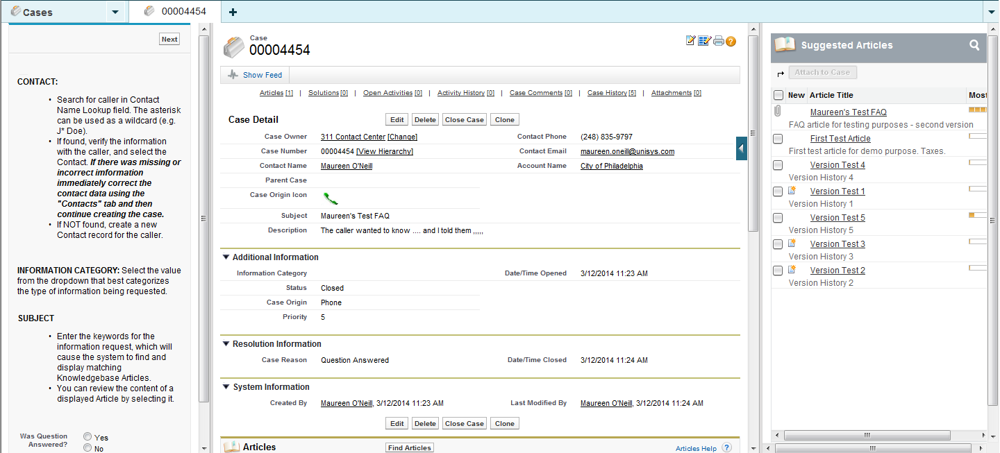 Cases
00004454
Next
CONTACT:
• Search for caller in Contact
Name Lookup field. The asterisk
can be used as a wildcard (e.g.
J* Doe).
• If found, verify the information
with the caller, and select the
Contact. If there was missing or
incorrect imformation
immediately correct the
contact data using the
"Contacts" tab and then
continue creating the case.
• If NOT found, create a new
Contact record for the caller.
INFORMATION CATEGORY: Select the value
from the dropdown that best categorizes
the type of information being requested.
SUBJECT
• Enter the keywords for the
information request, which will
cause the system to find and
display matching
Knowledgebase Articles.
• You can review the content of a
displayed Article by selecting it.
Was Question
Answered?
Yes
No
Case
00004454
Show Feed
Articles [1] | Solutions [0] | Open Activities [0] | Activity History [0] | Case Comments [0] | Case History [5] | Attachments [0]
Case Detail Edit Delete Close Case Clone
Case Owner 311 Contact Center [Change] Contact Phone (248) 835-9797
Case Number 00004454 [View Hierarchy] Contact Email maureen.oneill@unisys.com
Contact Name Maureen O'Neill Account Name City of Philadelphia
Parent Case
Case Origin Icon
Subject Maureen's Test FAQ
Description The caller wanted to know .... and I told them ,,,,,
Additional Information
Information Category Date/Time Opened 3/12/2014 11:23 AM
Status Closed
Case Origin Phone
Priority 5
Resolution Information
Case Reason Question Answered Date/Time Closed 3/12/2014 11:24 AM
System Information
Created By Maureen O'Neill, 3/12/2014 11:23 AM Last Modified By Maureen O'Neill, 3/12/2014 11:24 AM
Edit Delete Close Case Clone
Articles Find Articles Articles Help ?
Suggested Articles
Attach to Case
New Article Title Most
Maureen's Test FAQ
FAQ article for testing purposes - second version
First Test Article
First test article for demo purpose. Taxes.
Version Test 4
Version History 4
Version Test 1
Version History 1
Version Test 5
Version History 5
Version Test 3
Version History 3
Version Test 2
Version History 2